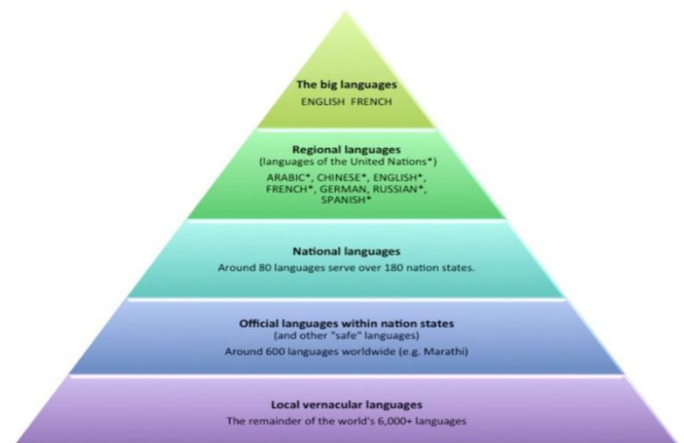 The big languages
ENGLISH FRENCH
Regional languages
(languages of the United Nations*)
ARABIC*, CHINESE*, ENGLISH*,
FRENCH*, GERMAN, RUSSIAN*,
SPANISH*
National languages
Around 80 languages serve over 180 nation states.
Official languages within nation states
(and other "safe" languages)
Around 600 languages worldwide (e.g. Marathi)
Local vernacular languages
The remainder of the world's 6,000+ languages